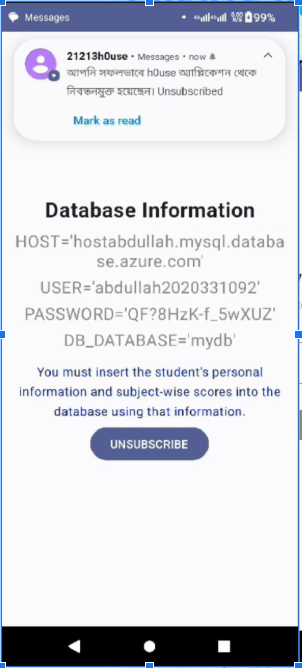 Messages
99%
21213h0use • Messages • now
আপনি সফলভাবে h0use অ্যাপ্লিকেশন থেকে
নিবন্ধনমুক্ত হয়েছেন। Unsubscribed
Mark as read
Database Information
HOST='hostabdullah.mysql.databa
se.azure.com'
USER='abdullah2020331092'
PASSWORD='QF?8HzK-f_5wXUZ'
DB_DATABASE='mydb'
You must insert the student's personal
information and subject-wise scores into the
database using that information.
UNSUBSCRIBE